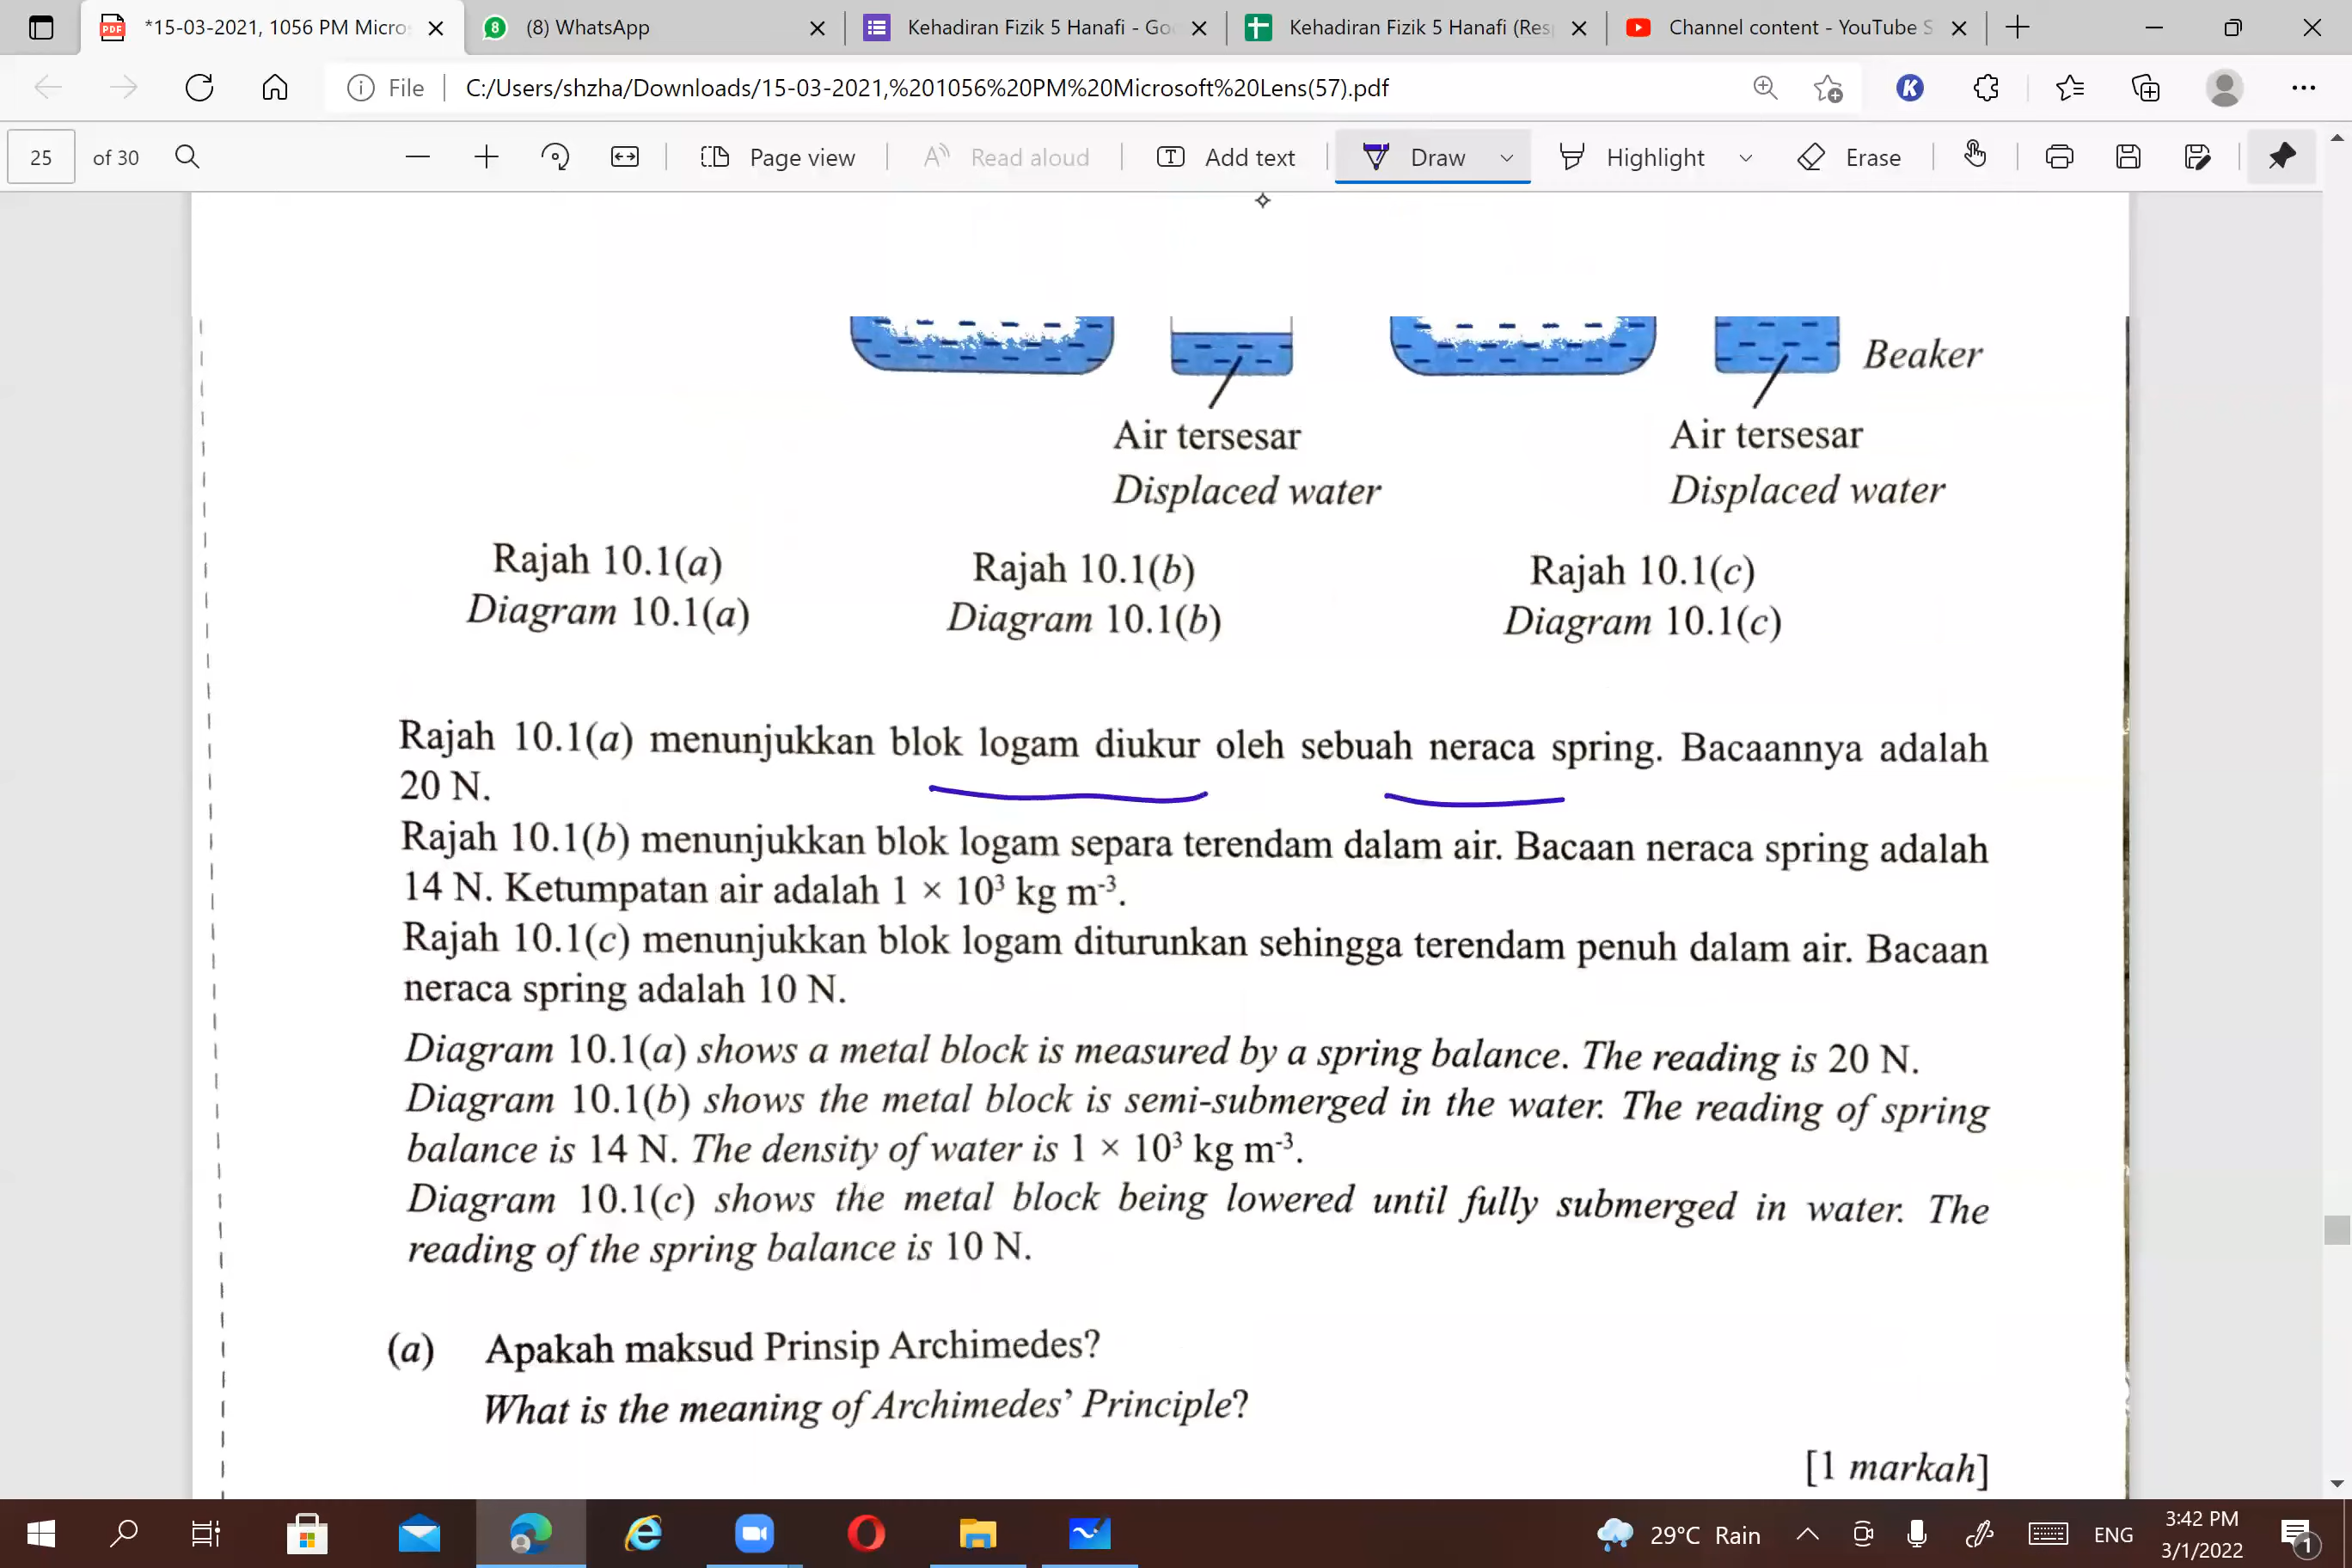 *15-03-2021, 1056 PM Micro
(8) WhatsApp
Kehadiran Fizik 5 Hanafi - Go
Kehadiran Fizik 5 Hanafi (Res
Channel content - YouTube S
File
C:/Users/shzha/Downloads/15-03-2021,%201056%20PM%20Microsoft%20Lens(57).pdf
25 of 30
Page view
Read aloud
Add text
Draw
Highlight
Erase
Beaker
Air tersesar
Displaced water
Air tersesar
Displaced water
Rajah 10.1(a)
Diagram 10.1(a)
Rajah 10.1(b)
Diagram 10.1(b)
Rajah 10.1(c)
Diagram 10.1(c)
Rajah 10.1(a) menunjukkan blok logam diukur oleh sebuah neraca spring. Bacaannya adalah
20 N.
Rajah 10.1(b) menunjukkan blok logam separa terendam dalam air. Bacaan neraca spring adalah
14 N. Ketumpatan air adalah 1 × 10³ kg m⁻³.
Rajah 10.1(c) menunjukkan blok logam diturunkan sehingga terendam penuh dalam air. Bacaan
neraca spring adalah 10 N.
Diagram 10.1(a) shows a metal block is measured by a spring balance. The reading is 20 N.
Diagram 10.1(b) shows the metal block is semi-submerged in the water. The reading of spring
balance is 14 N. The density of water is 1 × 10³ kg m⁻³.
Diagram 10.1(c) shows the metal block being lowered until fully submerged in water. The
reading of the spring balance is 10 N.
(a) Apakah maksud Prinsip Archimedes?
What is the meaning of Archimedes' Principle?
[1 markah]
29°C Rain
ENG
3:42 PM
3/1/2022
1